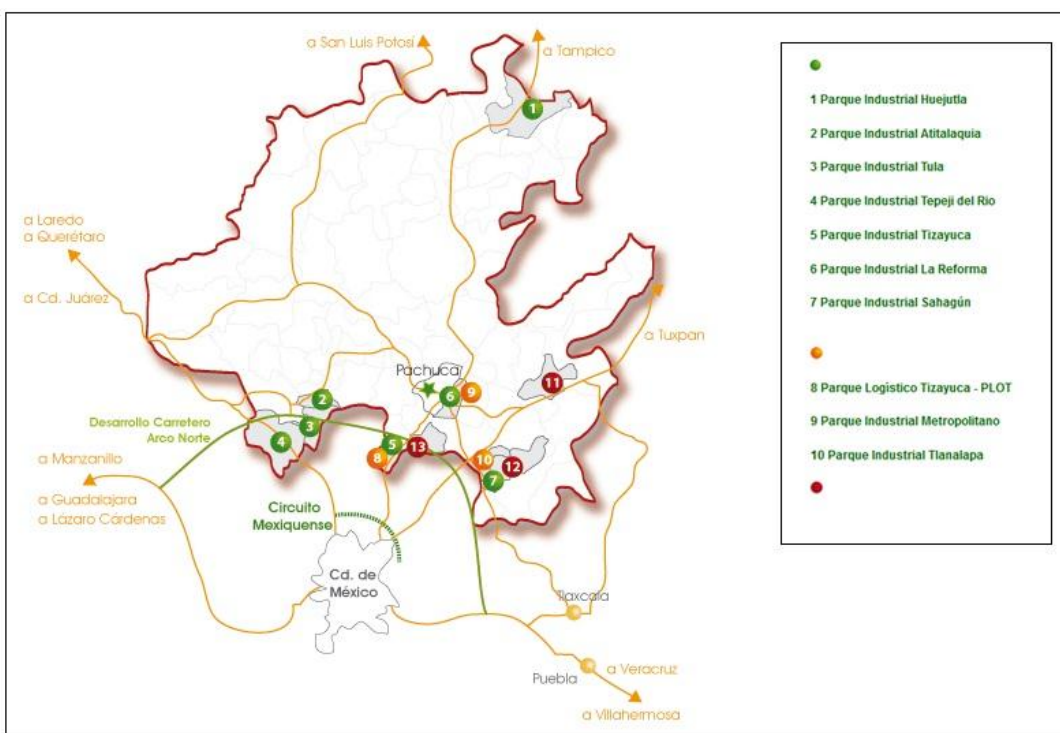 a San Luis Potosí
a Tampico
1
a Laredo
a Querétaro
a Cd. Juárez
a Tuxpan
Pachuca
11
6
9
2
3
4
Desarrollo Carretero
Arco Norte
5
13
8
10
12
7
a Manzanillo
a Guadalajara
a Lázaro Cárdenas
Circuito
Mexiquense
Cd. de
México
Tlaxcala
Puebla
a Veracruz
a Villahermosa
1 Parque Industrial Huejutla
2 Parque Industrial Atitalaquia
3 Parque Industrial Tula
4 Parque Industrial Tepeji del Río
5 Parque Industrial Tizayuca
6 Parque Industrial La Reforma
7 Parque Industrial Sahagún
8 Parque Logístico Tizayuca - PLOT
9 Parque Industrial Metropolitano
10 Parque Industrial Tlanalapa